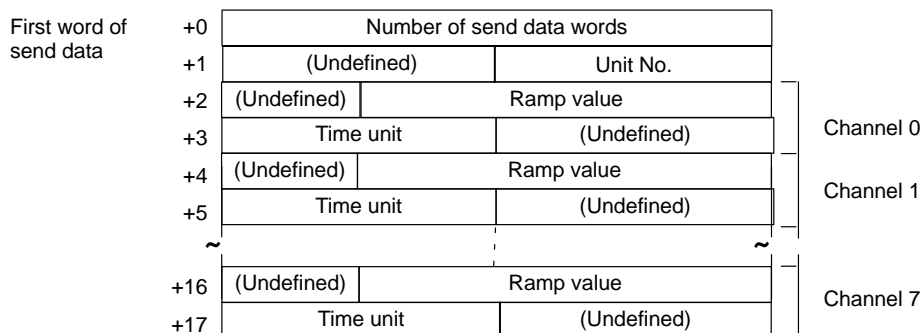 First word of send data
+0 Number of send data words
+1 (Undefined) Unit No.
+2 (Undefined) Ramp value
Channel 0
+3 Time unit (Undefined)
+4 (Undefined) Ramp value
Channel 1
+5 Time unit (Undefined)
~ ~
+16 (Undefined) Ramp value
Channel 7
+17 Time unit (Undefined)